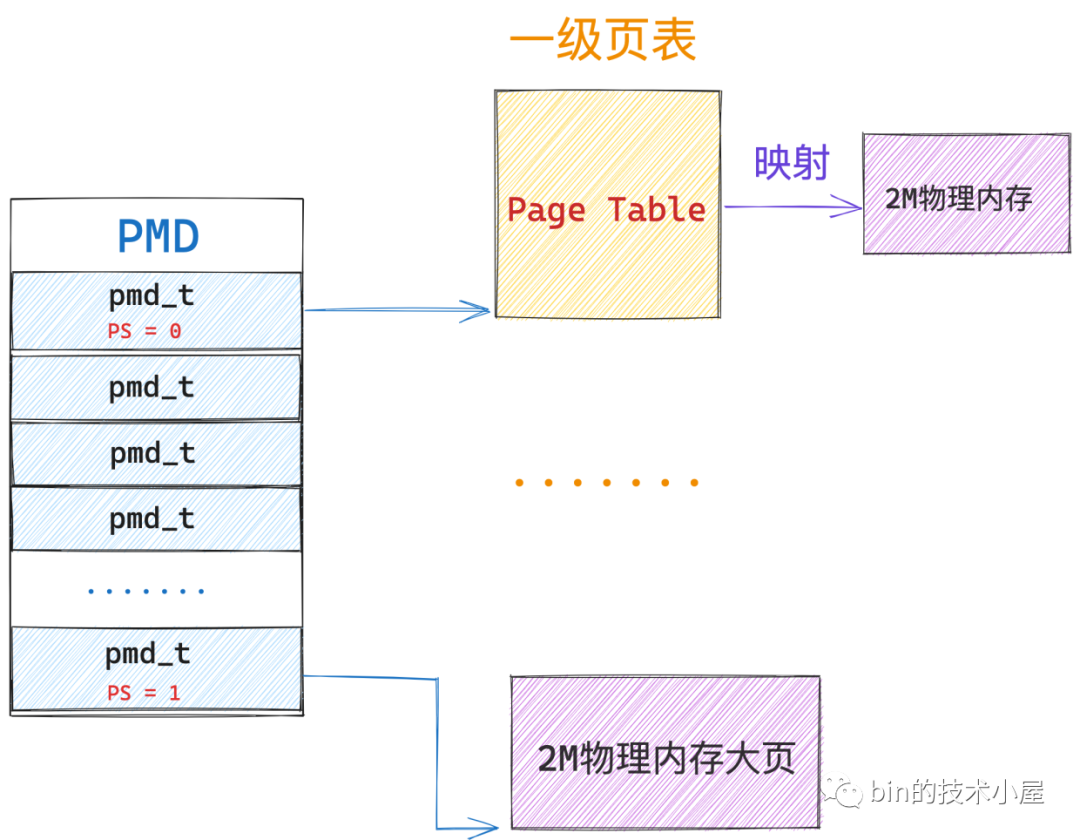 一级页表
PMD
pmd_t
PS = 0
pmd_t
pmd_t
pmd_t
.......
pmd_t
PS = 1
Page Table
映射
2M物理内存
.......
2M物理内存大页
bin的技术小屋